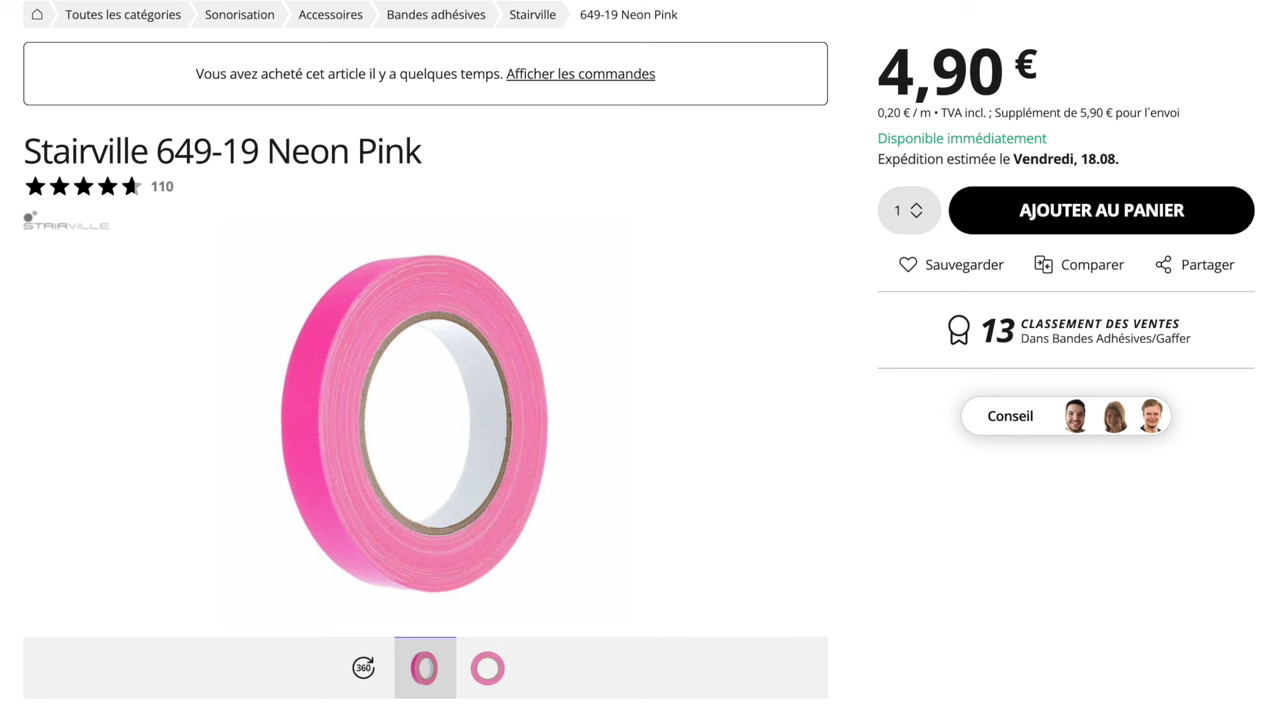 Toutes les catégories Sonorisation Accessoires Bandes adhésives Stairville 649-19 Neon Pink
Vous avez acheté cet article il y a quelques temps. Afficher les commandes
Stairville 649-19 Neon Pink
110
STAIRVILLE
360
4,90 €
0,20 € / m • TVA incl. ; Supplément de 5,90 € pour l´envoi
Disponible immédiatement
Expédition estimée le Vendredi, 18.08.
1
AJOUTER AU PANIER
Sauvegarder Comparer Partager
13 CLASSEMENT DES VENTES
Dans Bandes Adhésives/Gaffer
Conseil